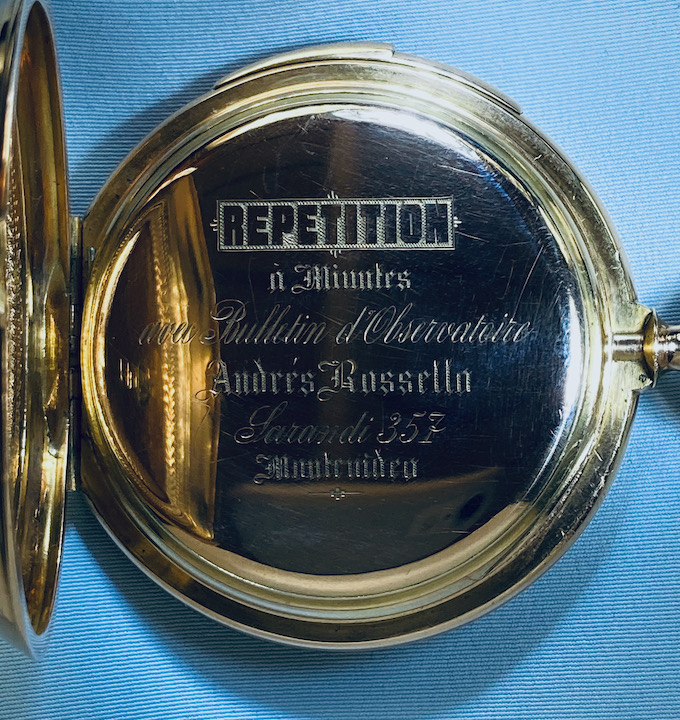 REPETITION
à Minutes
avec Bulletin d'Observatoire
Andrés Rossello
Sarandi 357
Montevideo